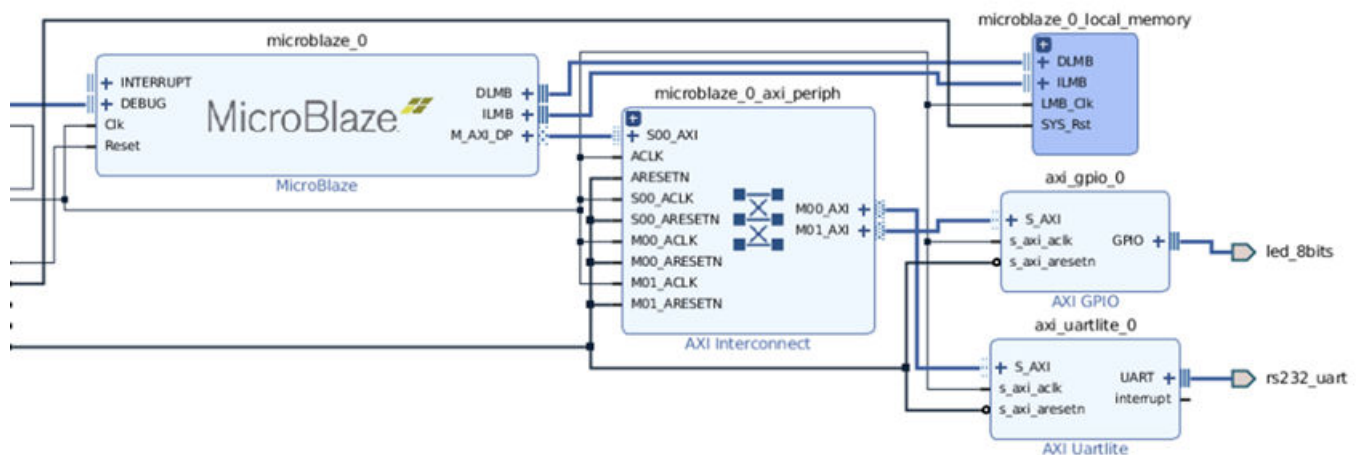 microblaze_0
INTERRUPT
DEBUG
Clk
Reset
MicroBlaze
DLMB
ILMB
M_AXI_DP
MicroBlaze
microblaze_0_axi_periph
S00_AXI
ACLK
ARESETN
S00_ACLK
S00_ARESETN
M00_ACLK
M00_ARESETN
M01_ACLK
M01_ARESETN
M00_AXI
M01_AXI
AXI Interconnect
microblaze_0_local_memory
DLMB
ILMB
LMB_Clk
SYS_Rst
axi_gpio_0
S_AXI
s_axi_aclk
s_axi_aresetn
GPIO
AXI GPIO
led_8bits
axi_uartlite_0
S_AXI
s_axi_aclk
s_axi_aresetn
UART
interrupt
AXI Uartlite
rs232_uart